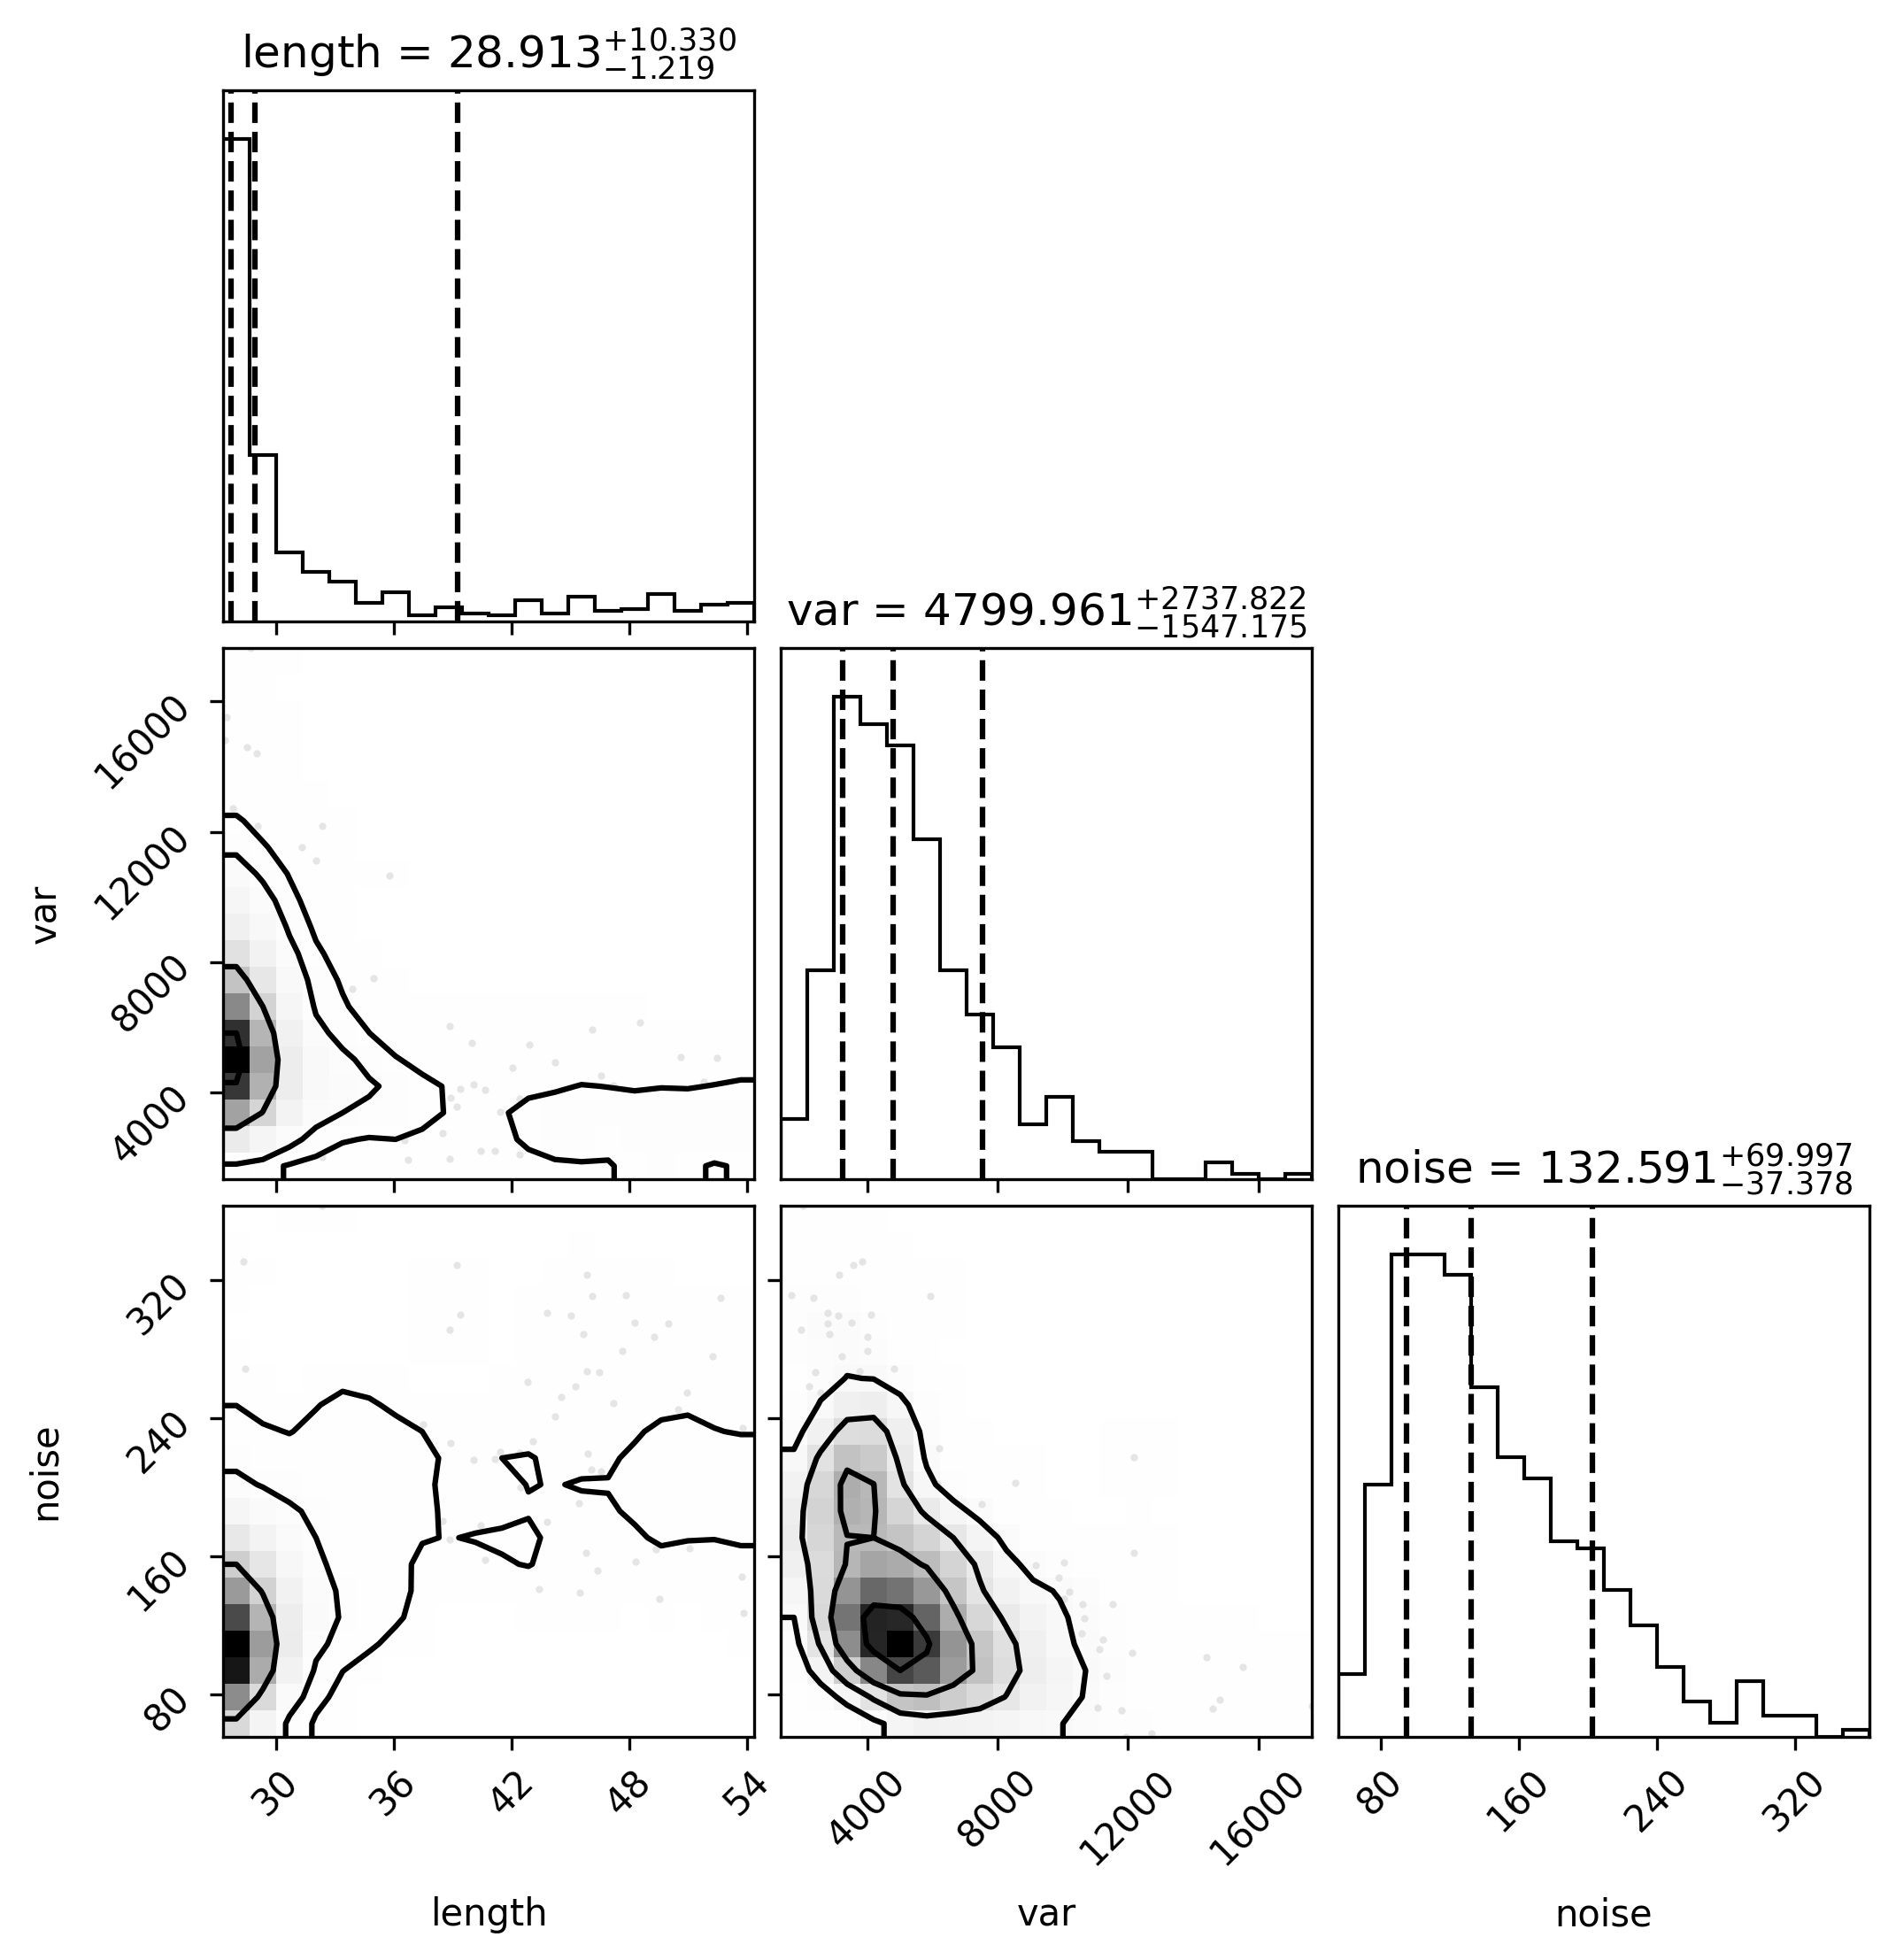 length = 28.913 +10.330 −1.219
var = 4799.961 +2737.822 −1547.175
16000
12000
8000
4000
var
noise = 132.591 +69.997 −37.378
320
240
160
80
noise
30 36 42 48 54
4000 8000 12000 16000
80 160 240 320
length var noise